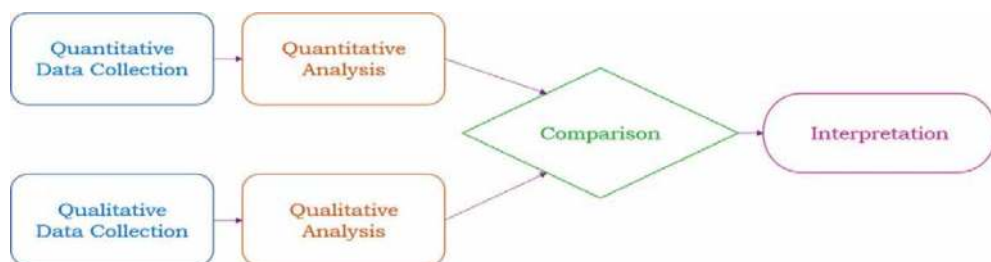 Quantitative
Data Collection
Quantitative
Analysis
Comparison
Interpretation
Qualitative
Data Collection
Qualitative
Analysis